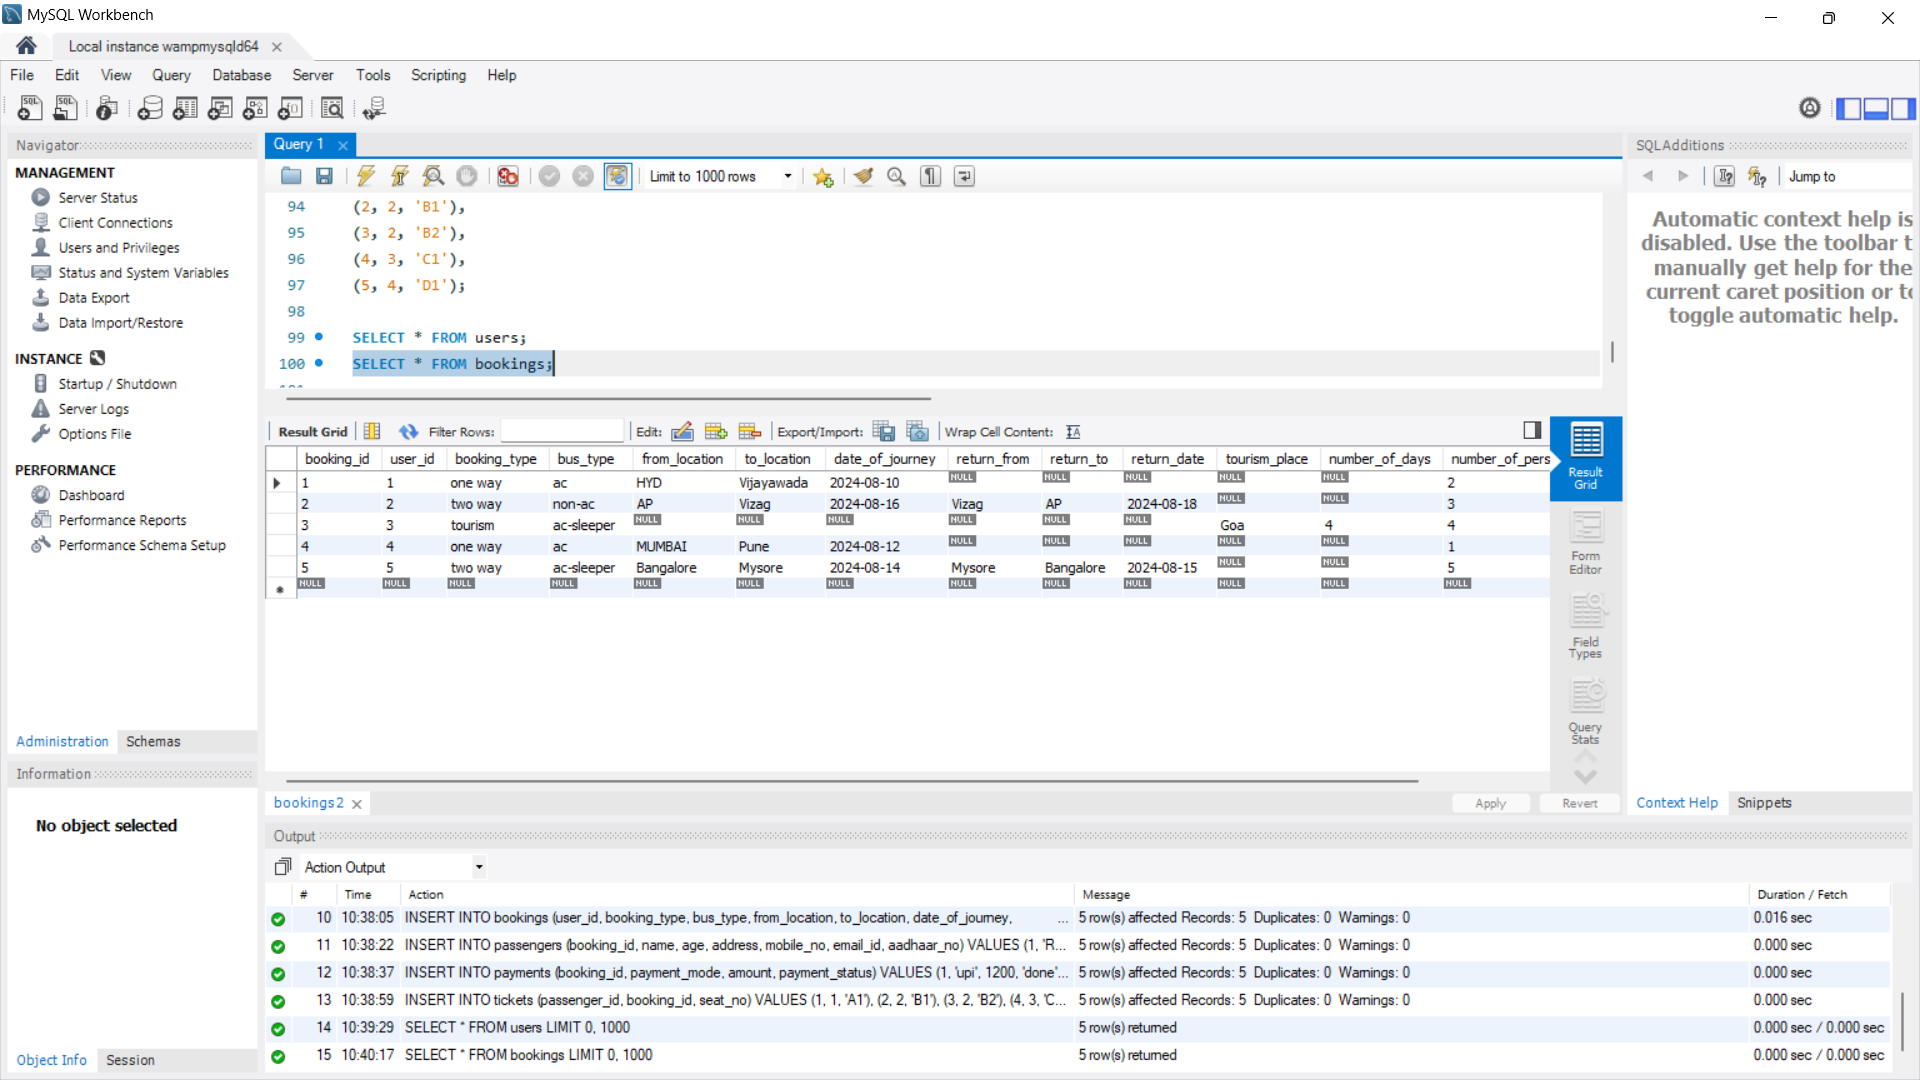 MySQL Workbench
Local instance wampmysqld64
File Edit View Query Database Server Tools Scripting Help
Navigator
MANAGEMENT
Server Status
Client Connections
Users and Privileges
Status and System Variables
Data Export
Data Import/Restore
INSTANCE
Startup / Shutdown
Server Logs
Options File
PERFORMANCE
Dashboard
Performance Reports
Performance Schema Setup
Administration Schemas
Information
No object selected
Object Info Session
Query 1
Limit to 1000 rows
94 (2, 2, 'B1'),
95 (3, 2, 'B2'),
96 (4, 3, 'C1'),
97 (5, 4, 'D1');
98
99 SELECT * FROM users;
100 SELECT * FROM bookings;
Result Grid Filter Rows: Edit: Export/Import: Wrap Cell Content:
booking_id user_id booking_type bus_type from_location to_location date_of_journey return_from return_to return_date tourism_place number_of_days number_of_pers
1 1 one way ac HYD Vijayawada 2024-08-10 NULL NULL NULL NULL NULL 2
2 2 two way non-ac AP Vizag 2024-08-16 Vizag AP 2024-08-18 NULL NULL 3
3 3 tourism ac-sleeper NULL NULL NULL NULL NULL NULL Goa 4 4
4 4 one way ac MUMBAI Pune 2024-08-12 NULL NULL NULL NULL NULL 1
5 5 two way ac-sleeper Bangalore Mysore 2024-08-14 Mysore Bangalore 2024-08-15 NULL NULL 5
NULL NULL NULL NULL NULL NULL NULL NULL NULL NULL NULL NULL NULL
Result
Grid
Form
Editor
Field
Types
Query
Stats
bookings2
Apply Revert
SQLAdditions
Jump to
Automatic context help is
disabled. Use the toolbar t
manually get help for the
current caret position or to
toggle automatic help.
Context Help Snippets
Output
Action Output
# Time Action Message Duration / Fetch
10 10:38:05 INSERT INTO bookings (user_id, booking_type, bus_type, from_location, to_location, date_of_journey, ... 5 row(s) affected Records: 5 Duplicates: 0 Warnings: 0 0.016 sec
11 10:38:22 INSERT INTO passengers (booking_id, name, age, address, mobile_no, email_id, aadhaar_no) VALUES (1, 'R... 5 row(s) affected Records: 5 Duplicates: 0 Warnings: 0 0.000 sec
12 10:38:37 INSERT INTO payments (booking_id, payment_mode, amount, payment_status) VALUES (1, 'upi', 1200, 'done'... 5 row(s) affected Records: 5 Duplicates: 0 Warnings: 0 0.000 sec
13 10:38:59 INSERT INTO tickets (passenger_id, booking_id, seat_no) VALUES (1, 1, 'A1'), (2, 2, 'B1'), (3, 2, 'B2'), (4, 3, 'C... 5 row(s) affected Records: 5 Duplicates: 0 Warnings: 0 0.000 sec
14 10:39:29 SELECT * FROM users LIMIT 0, 1000 5 row(s) returned 0.000 sec / 0.000 sec
15 10:40:17 SELECT * FROM bookings LIMIT 0, 1000 5 row(s) returned 0.000 sec / 0.000 sec